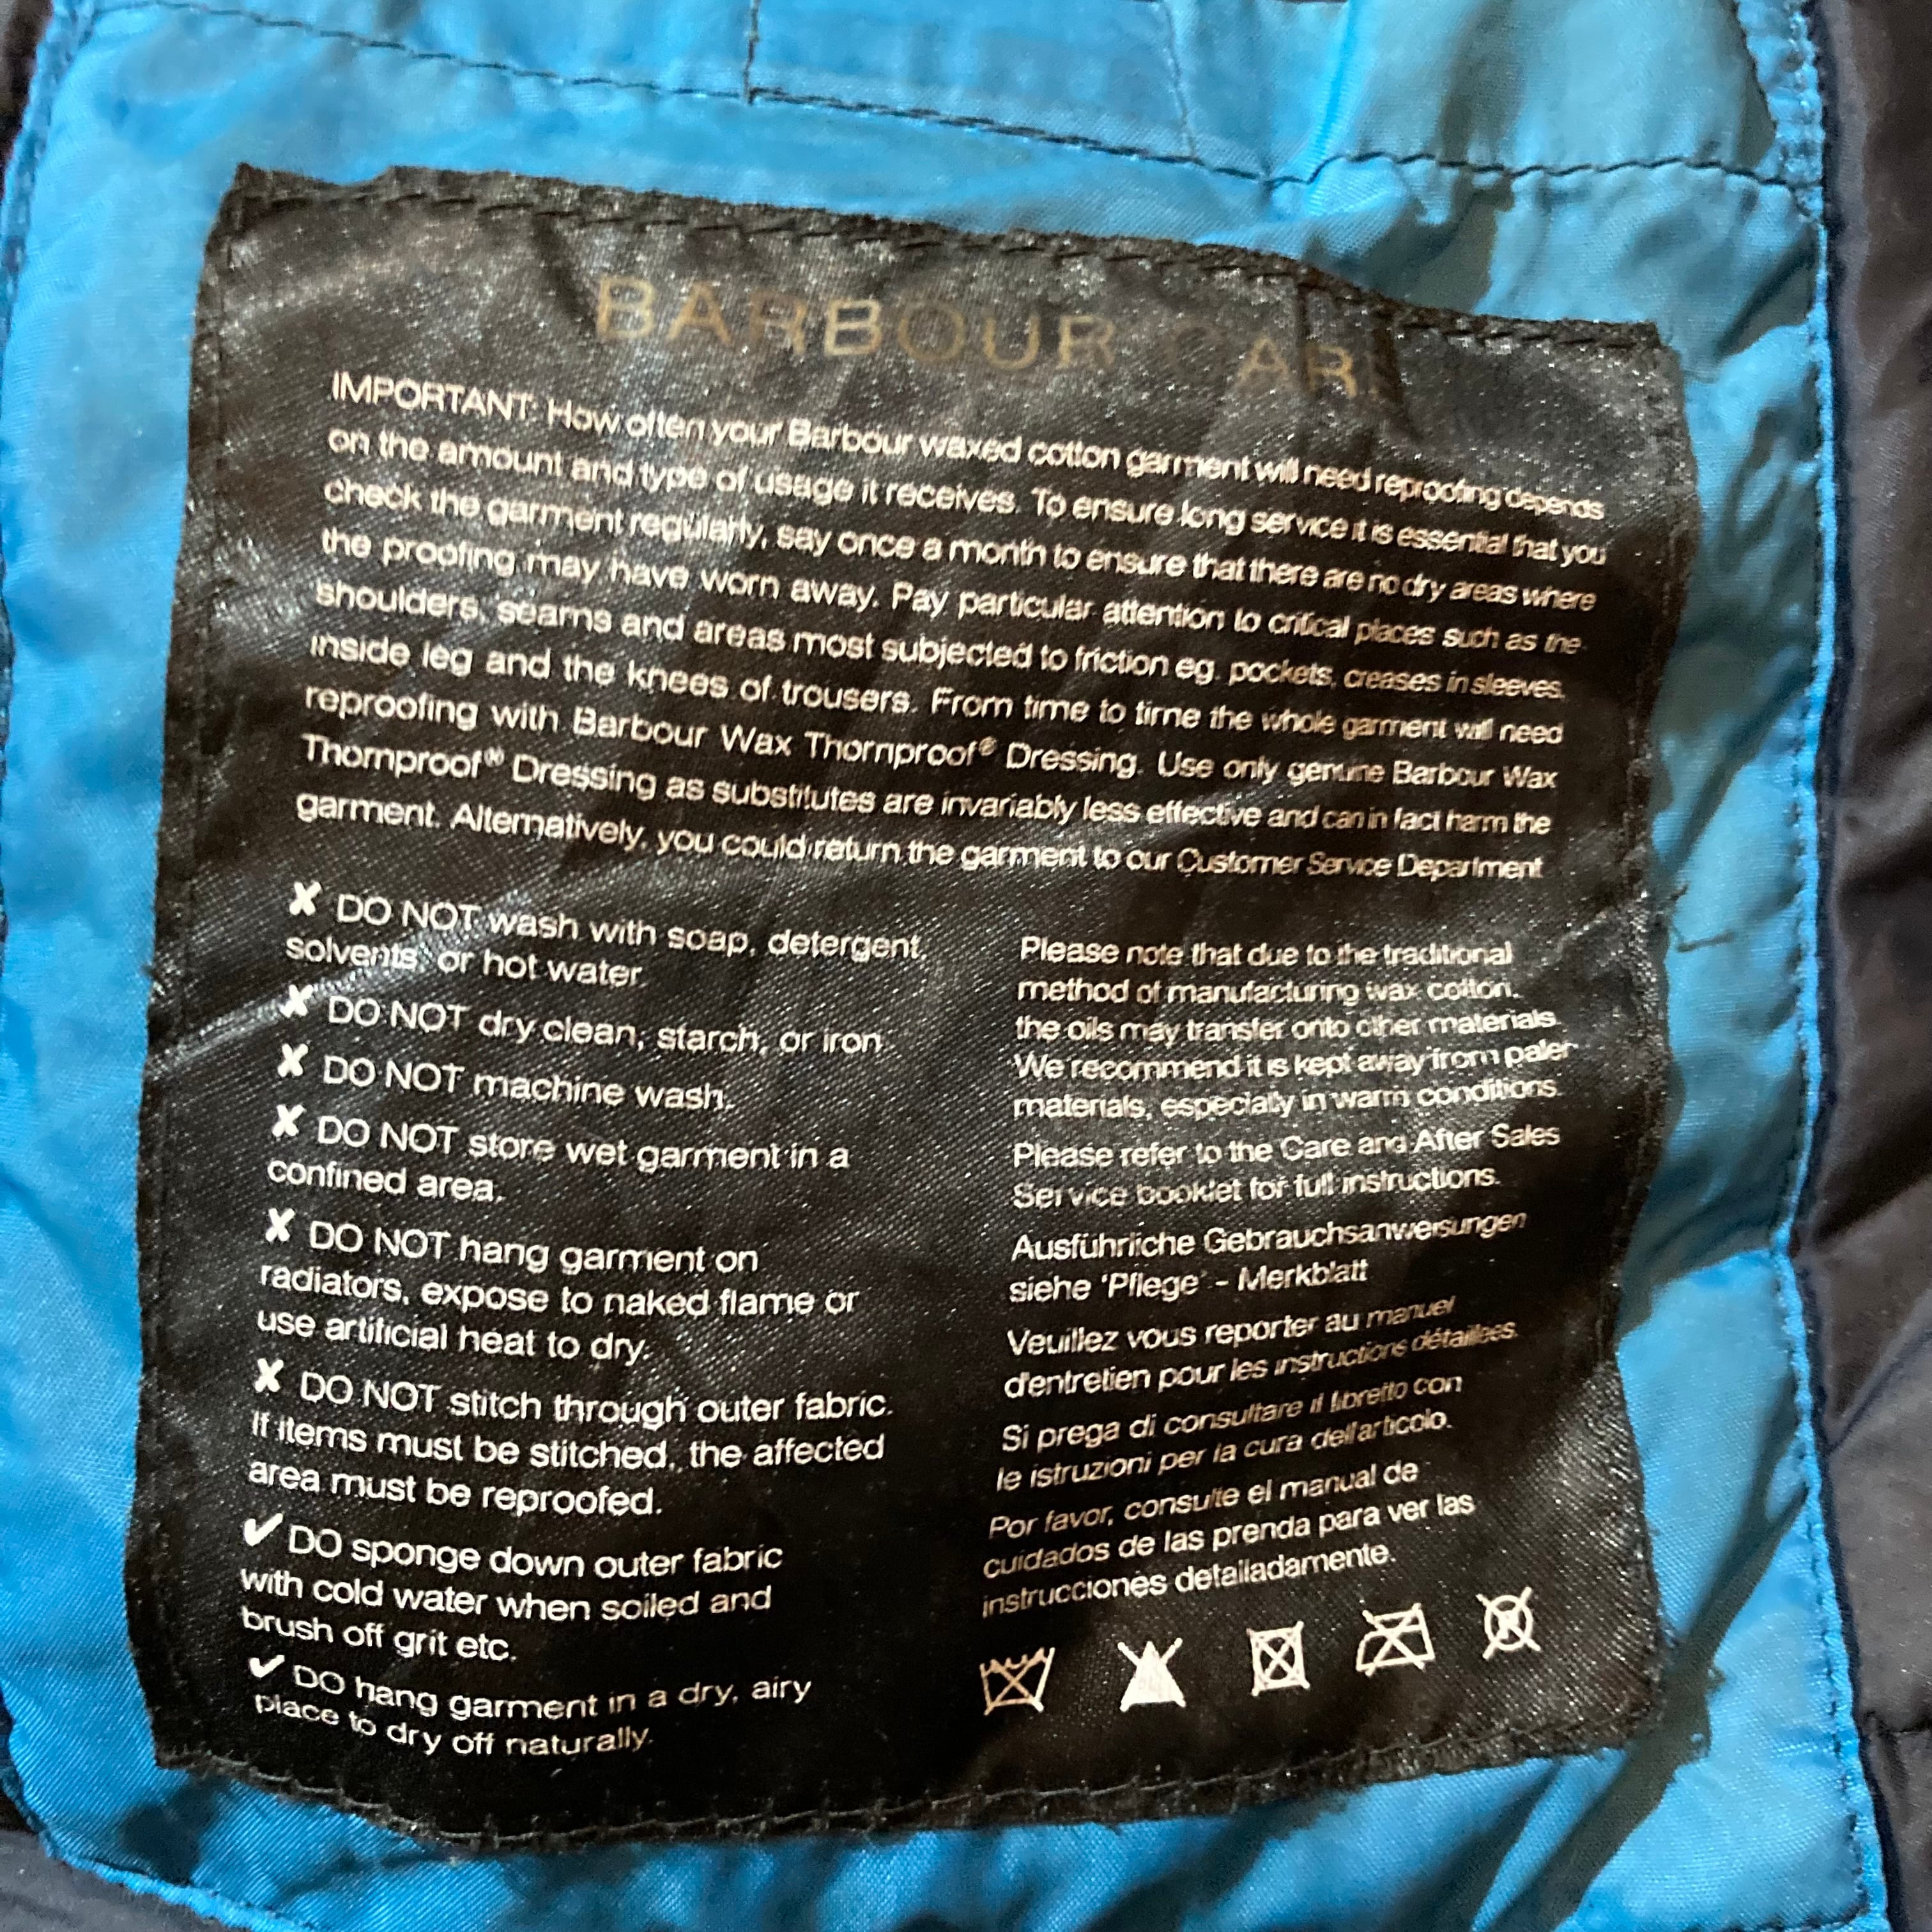 BARBOUR CARE
IMPORTANT: How often your Barbour waxed cotton garment will need reproofing depends
on the amount and type of usage it receives. To ensure long service it is essential that you
check the garment regularly, say once a month to ensure that there are no dry areas where
the proofing may have worn away. Pay particular attention to critical places such as the
shoulders, seams and areas most subjected to friction eg. pockets, creases in sleeves,
inside leg and the knees of trousers. From time to time the whole garment will need
reproofing with Barbour Wax Thornproof® Dressing. Use only genuine Barbour Wax
Thornproof® Dressing as substitutes are invariably less effective and can in fact harm the
garment. Alternatively, you could return the garment to our Customer Service Department
✘ DO NOT wash with soap, detergent,
solvents, or hot water
✘ DO NOT dry clean, starch, or iron.
✘ DO NOT machine wash.
✘ DO NOT store wet garment in a
confined area.
✘ DO NOT hang garment on
radiators, expose to naked flame or
use artificial heat to dry.
✘ DO NOT stitch through outer fabric.
If items must be stitched, the affected
area must be reproofed.
✔ DO sponge down outer fabric
with cold water when soiled and
brush off grit etc.
✔ DO hang garment in a dry, airy
place to dry off naturally.
Please note that due to the traditional
method of manufacturing wax cotton.
the oils may transfer onto other materials.
We recommend it is kept away from paler
materials, especially in warm conditions.
Please refer to the Care and After Sales
Service booklet for full instructions.
Ausführliche Gebrauchsanweisungen
siehe 'Pflege' - Merkblatt
Veuillez vous reporter au manuel
d'entretien pour les instructions détaillées.
Si prega di consultare il libretto con
le istruzioni per la cura dell'articolo.
Por favor, consulte el manual de
cuidados de las prenda para ver las
instrucciones detalladamente.